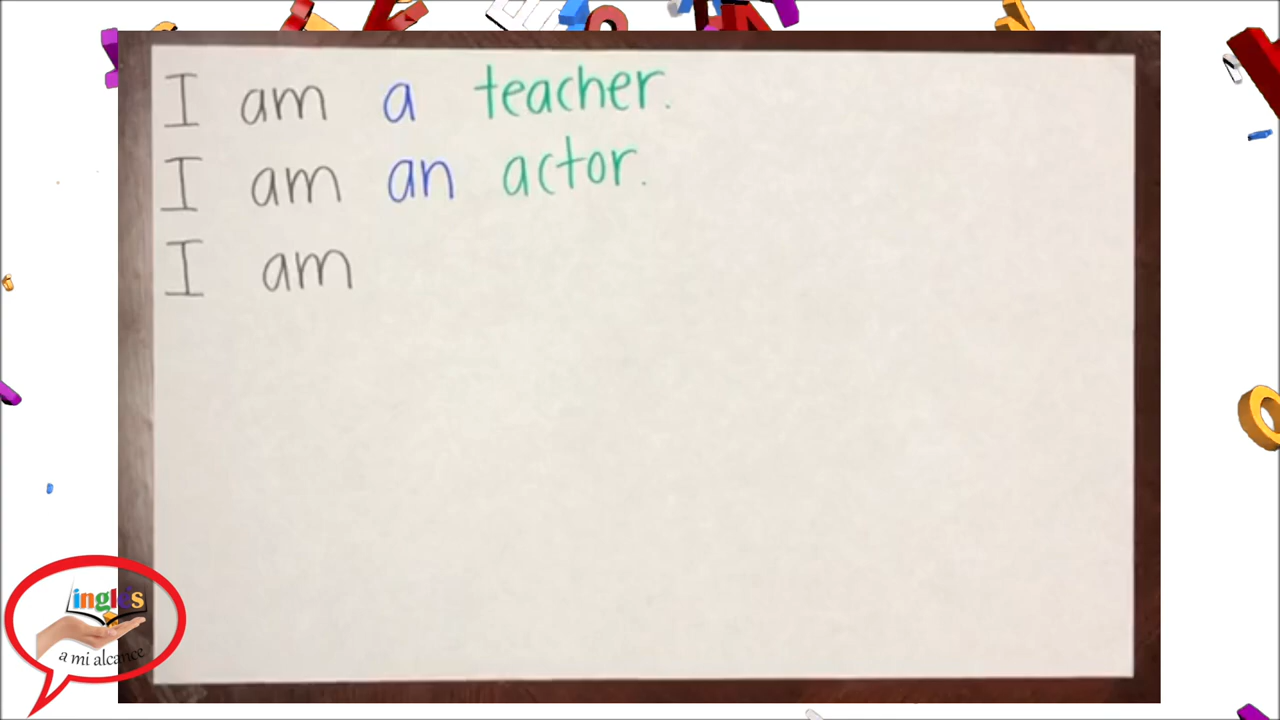 I am a teacher.
I am an actor.
I am
inglés
a mi alcance